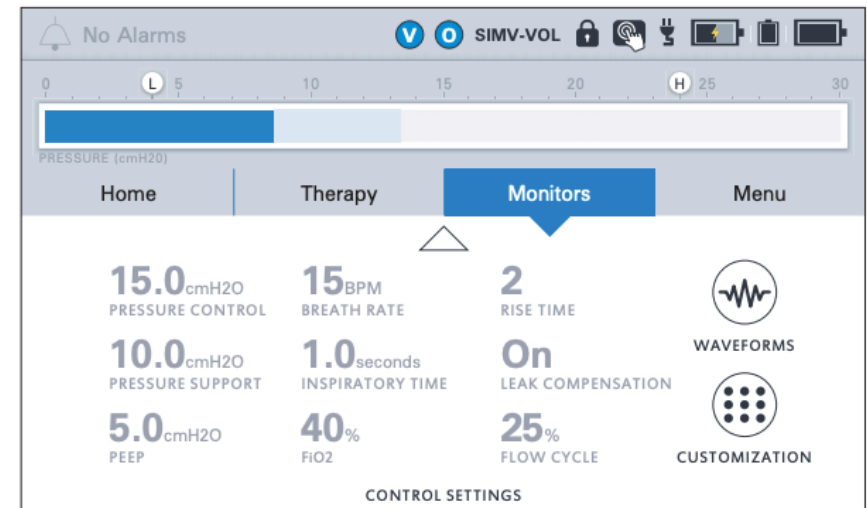 No Alarms V O SIMV-VOL
0 L 5 10 15 20 H 25 30
PRESSURE (cmH20)
Home Therapy Monitors Menu
15.0cmH2O 15BPM 2
PRESSURE CONTROL BREATH RATE RISE TIME
WAVEFORMS
10.0cmH2O 1.0seconds On
PRESSURE SUPPORT INSPIRATORY TIME LEAK COMPENSATION
5.0cmH2O 40% 25%
PEEP FiO2 FLOW CYCLE CUSTOMIZATION
CONTROL SETTINGS